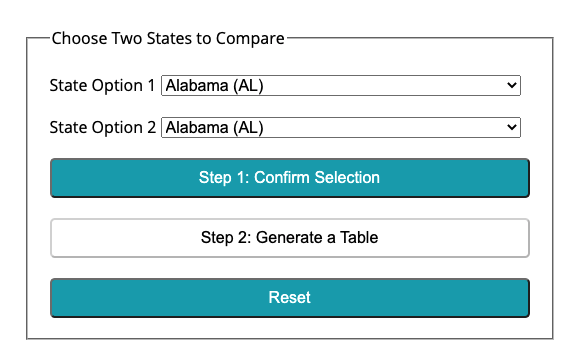 Choose Two States to Compare
State Option 1 Alabama (AL)
State Option 2 Alabama (AL)
Step 1: Confirm Selection
Step 2: Generate a Table
Reset